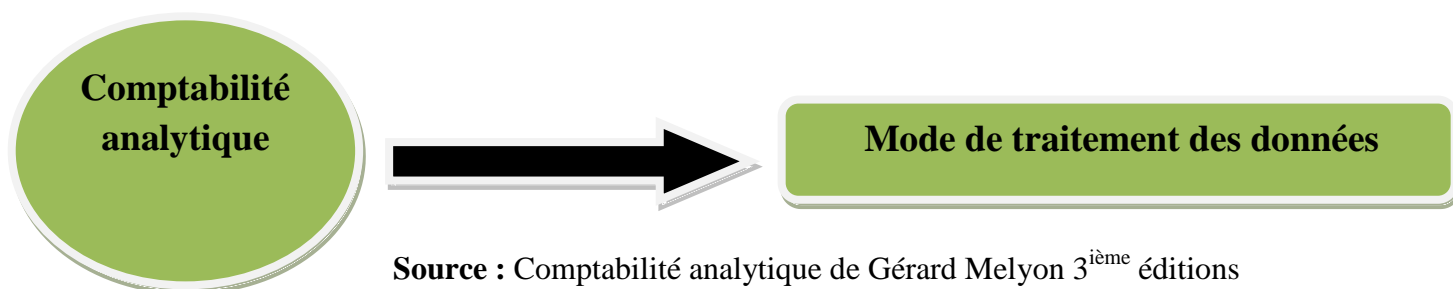 Comptabilité
analytique
Mode de traitement des données
Source : Comptabilité analytique de Gérard Melyon 3ième éditions